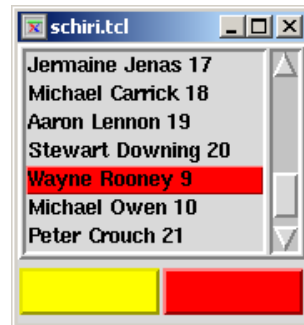 schiri.tcl
Jermaine Jenas 17
Michael Carrick 18
Aaron Lennon 19
Stewart Downing 20
Wayne Rooney 9
Michael Owen 10
Peter Crouch 21